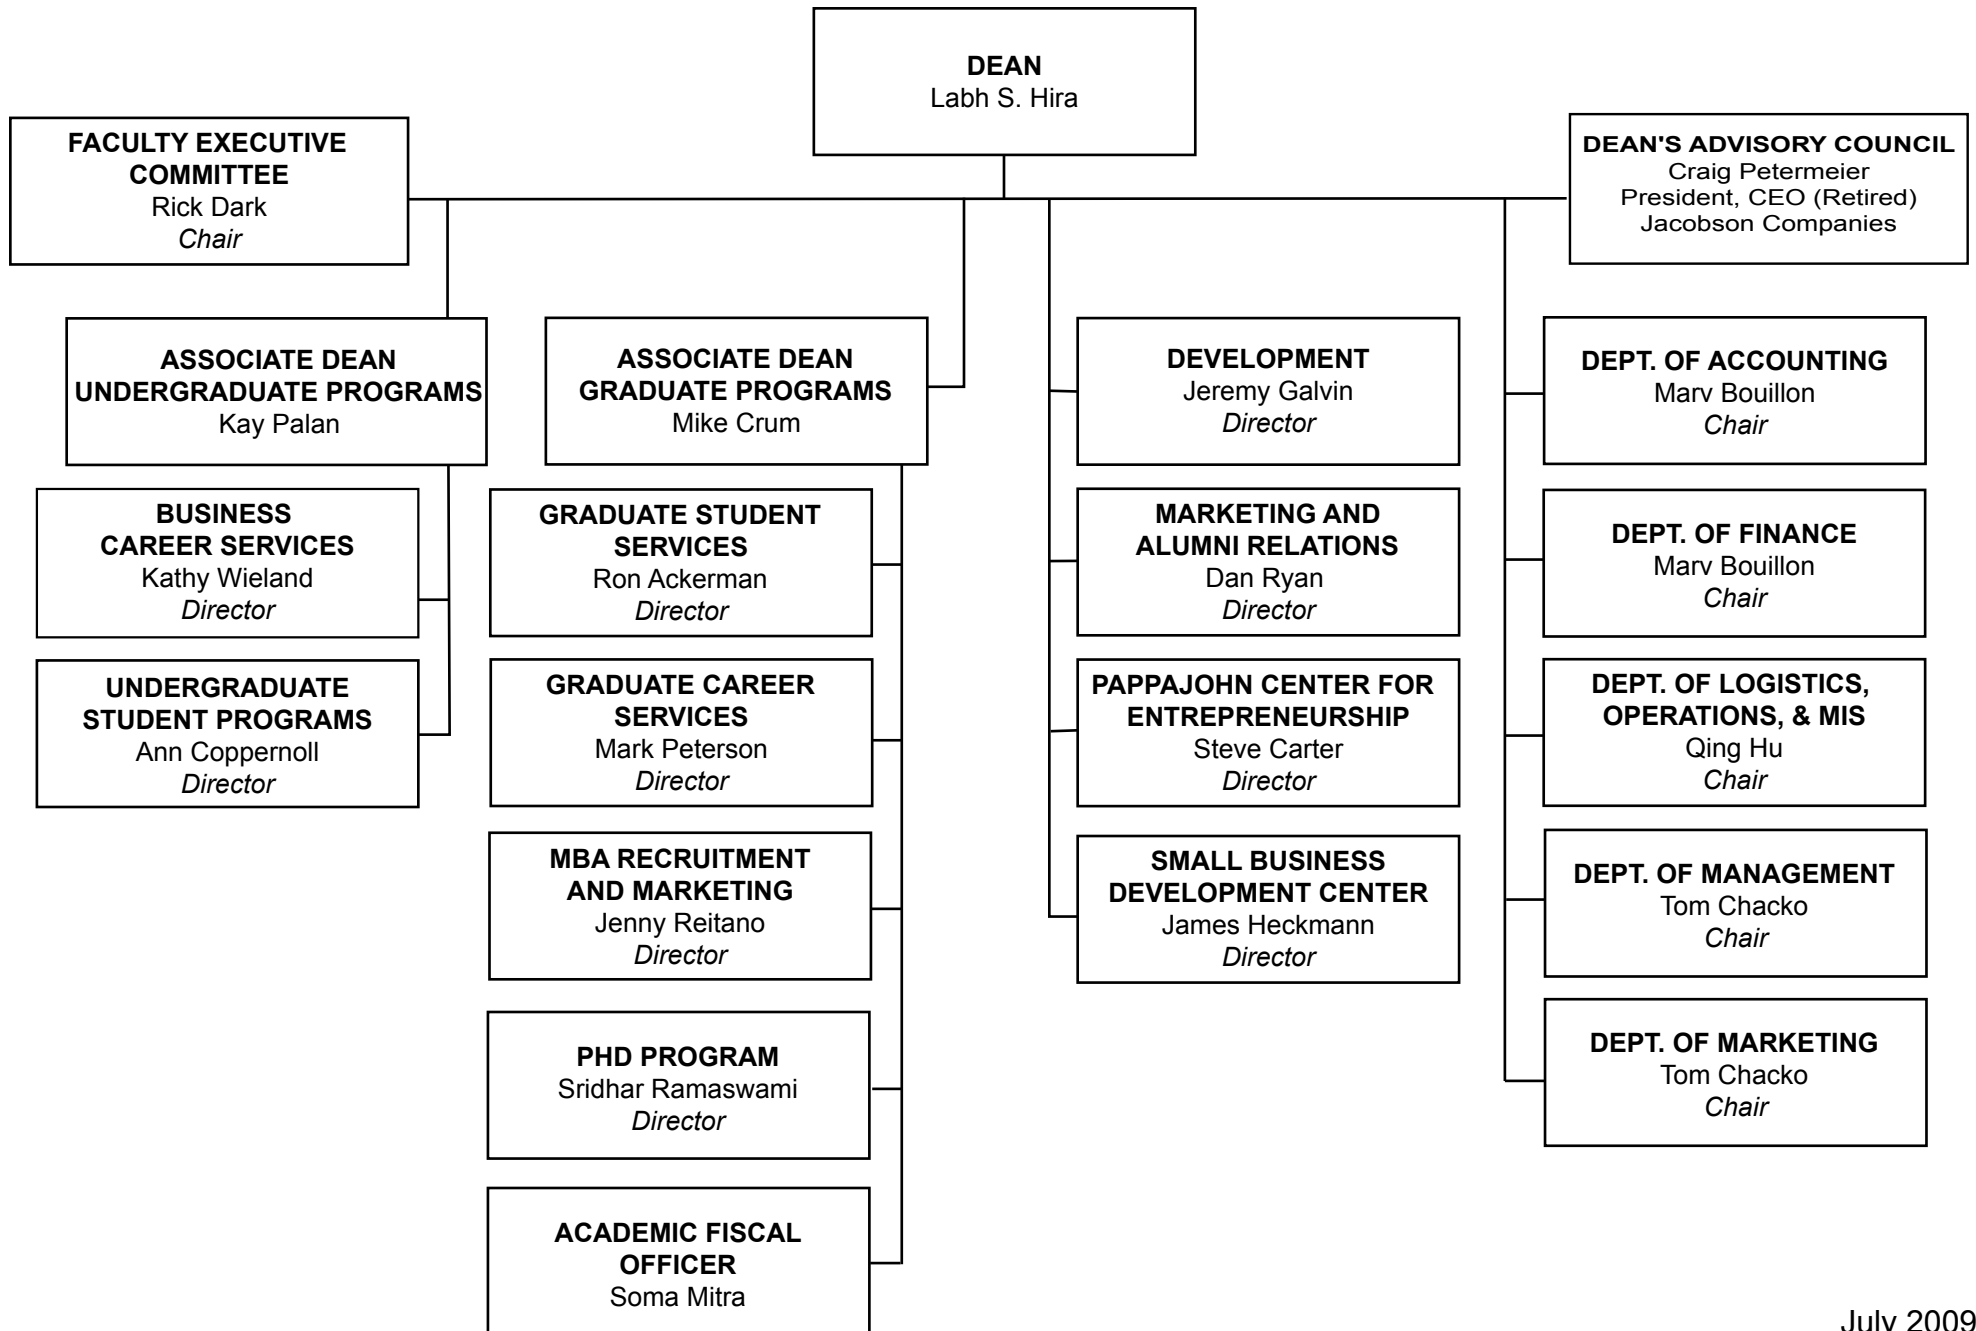 DEAN
Labh S. Hira
FACULTY EXECUTIVE
COMMITTEE
Rick Dark
Chair
DEAN'S ADVISORY COUNCIL
Craig Petermeier
President, CEO (Retired)
Jacobson Companies
ASSOCIATE DEAN
UNDERGRADUATE PROGRAMS
Kay Palan
BUSINESS
CAREER SERVICES
Kathy Wieland
Director
UNDERGRADUATE
STUDENT PROGRAMS
Ann Coppernoll
Director
ASSOCIATE DEAN
GRADUATE PROGRAMS
Mike Crum
GRADUATE STUDENT
SERVICES
Ron Ackerman
Director
GRADUATE CAREER
SERVICES
Mark Peterson
Director
MBA RECRUITMENT
AND MARKETING
Jenny Reitano
Director
PHD PROGRAM
Sridhar Ramaswami
Director
ACADEMIC FISCAL
OFFICER
Soma Mitra
DEVELOPMENT
Jeremy Galvin
Director
MARKETING AND
ALUMNI RELATIONS
Dan Ryan
Director
PAPPAJOHN CENTER FOR
ENTREPRENEURSHIP
Steve Carter
Director
SMALL BUSINESS
DEVELOPMENT CENTER
James Heckmann
Director
DEPT. OF ACCOUNTING
Marv Bouillon
Chair
DEPT. OF FINANCE
Marv Bouillon
Chair
DEPT. OF LOGISTICS,
OPERATIONS, & MIS
Qing Hu
Chair
DEPT. OF MANAGEMENT
Tom Chacko
Chair
DEPT. OF MARKETING
Tom Chacko
Chair
July 2009